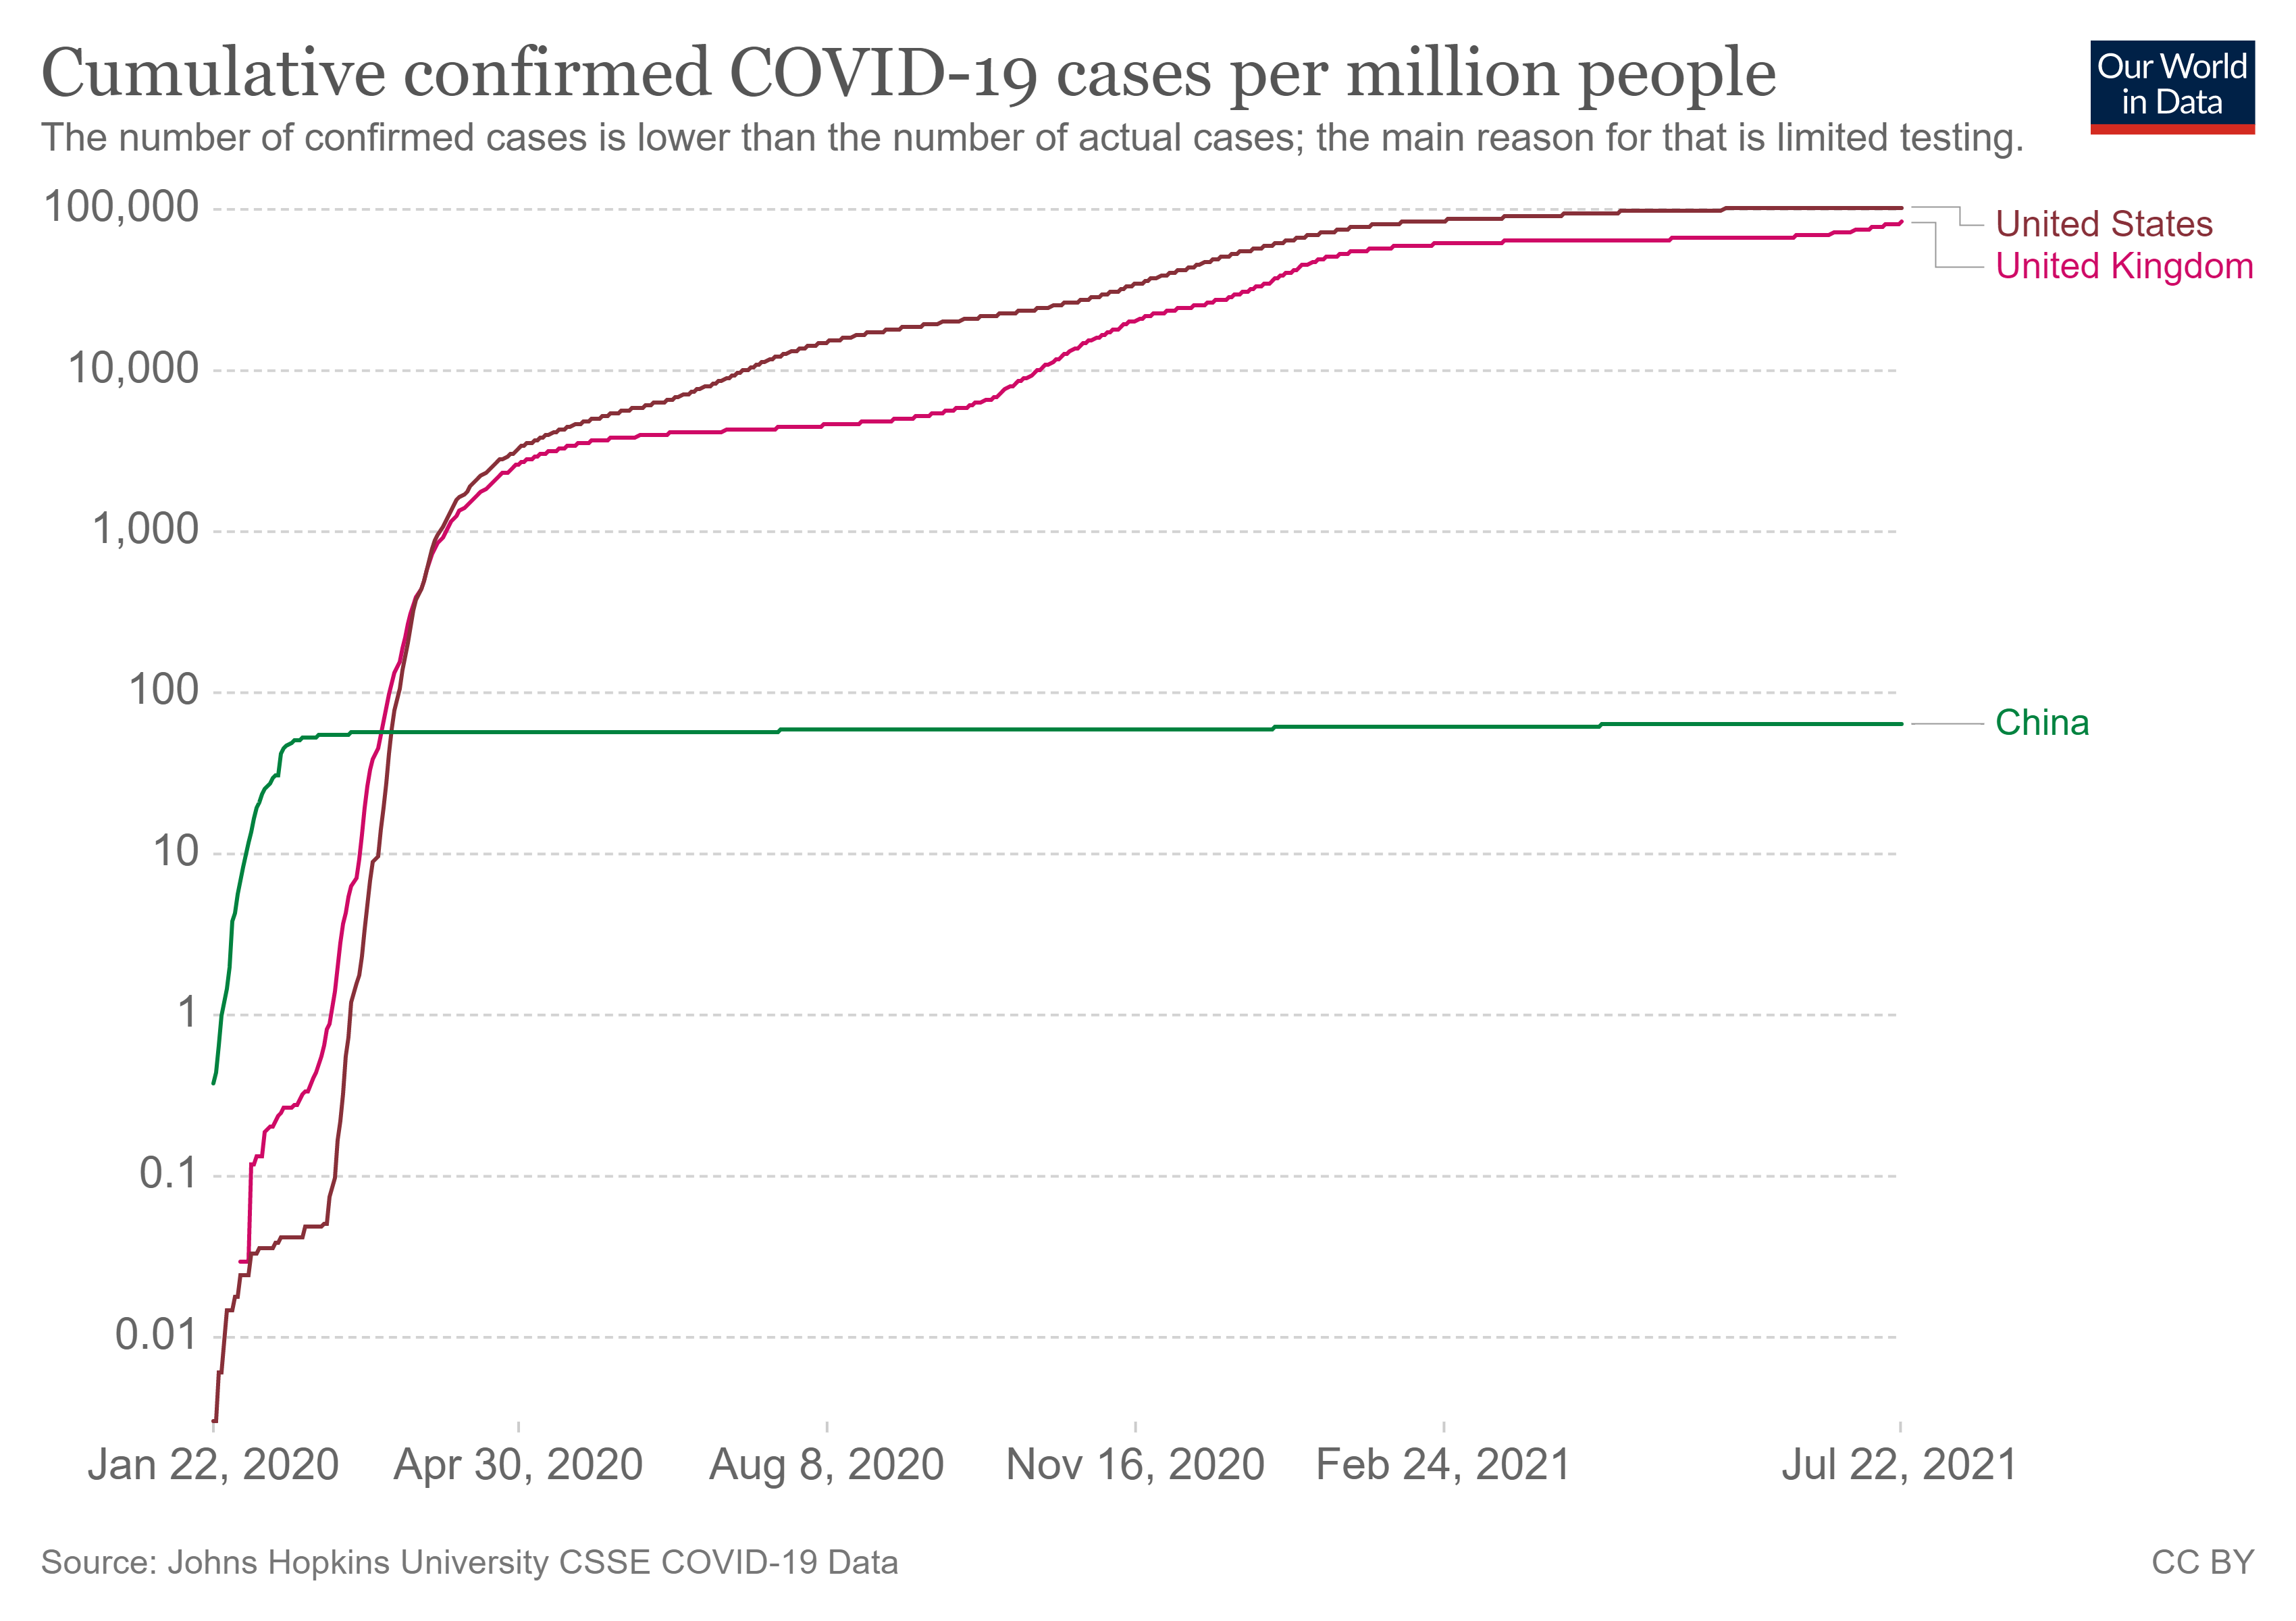 Cumulative confirmed COVID-19 cases per million people
Our World
in Data
The number of confirmed cases is lower than the number of actual cases; the main reason for that is limited testing.
100,000
United States
United Kingdom
10,000
1,000
100
China
10
1
0.1
0.01
Jan 22, 2020
Apr 30, 2020
Aug 8, 2020
Nov 16, 2020
Feb 24, 2021
Jul 22, 2021
Source: Johns Hopkins University CSSE COVID-19 Data
CC BY